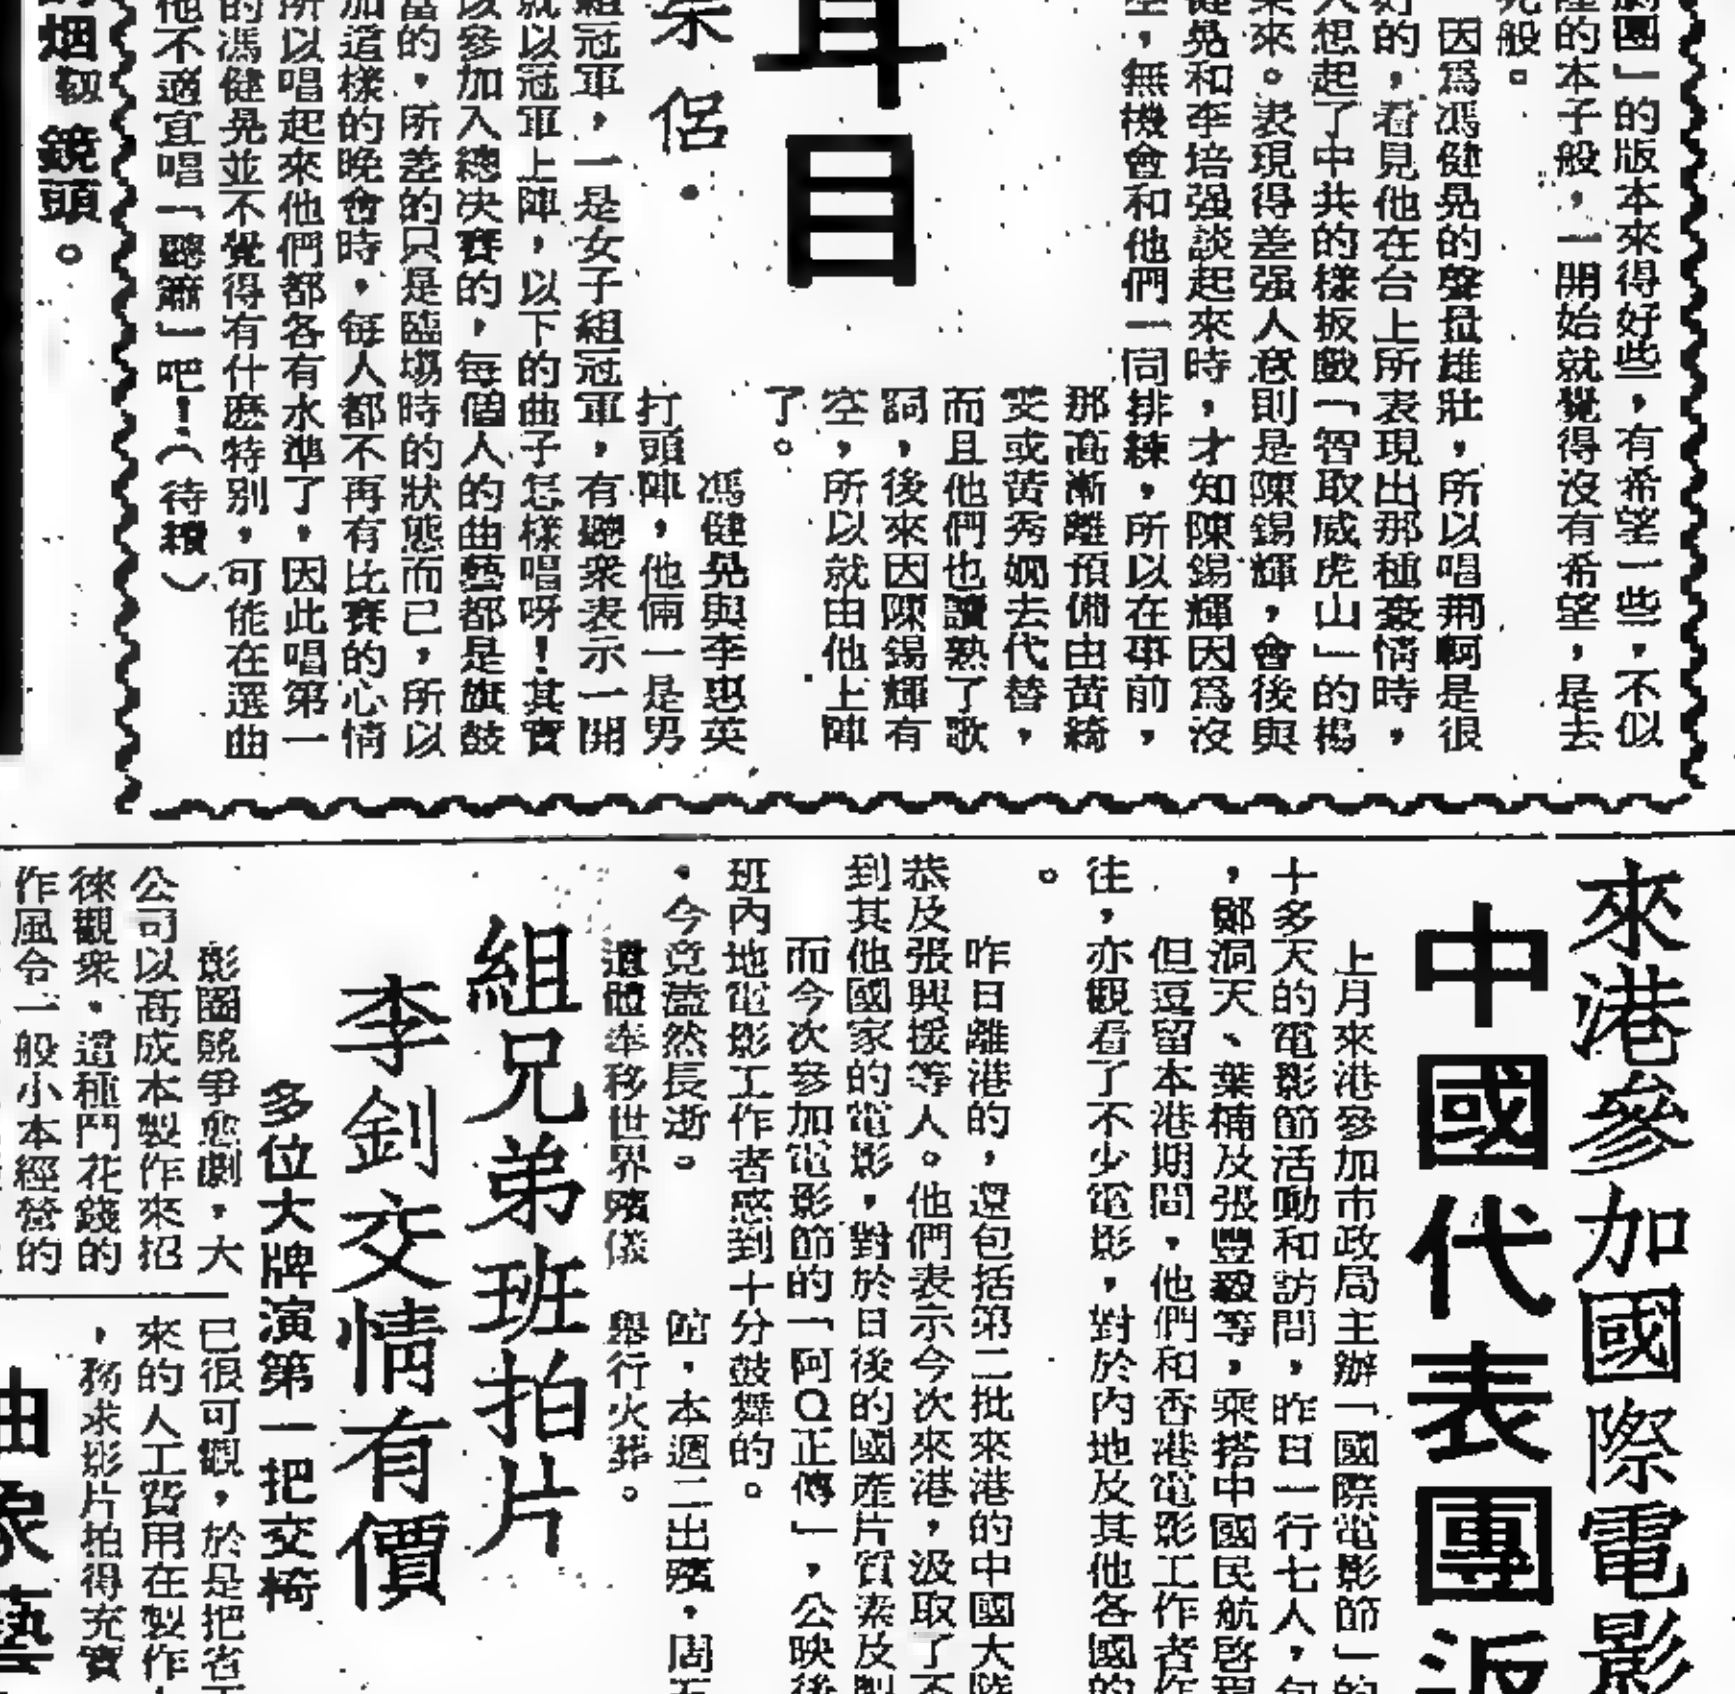 劇團」的版本來得好些，有希望一些，不似
的本子般，一開始就覺得沒有希望，是去
般。
因爲馮健晃的聲量雄壯，所以唱荆軻是很
好的，看見他在台上所表現出那種豪情時，
人想起了中共的樣板戲「智取威虎山」的楊
來。表現得差强人意則是陳錫輝，會後與
健晃和李培强談起來時，才知陳錫輝因爲沒
空，無機會和他們一同排練，所以在事前，
那高漸離預備由黃綺
雯或黃秀嫻去代替，
而且他們也讀熟了歌
詞，後來因陳錫輝有
空，所以就由他上陣
了。
耳目
侶・
馮健晃與李惠英
打頭陣，他倆一是男
組冠軍，一是女子組冠軍，有聽衆表示一開
就以冠軍上陣，以下的曲子怎樣唱呀！其實
以參加入總决賽的，每個人的曲藝都是旗鼓
當的，所差的只是臨塲時的狀態而已，所以
加這樣的晚會時，每人都不再有比賽的心情
所以唱起來他們都各有水準了，因此唱第一
的馮健晃並不覺得有什麽特别，可能在選曲
他不適宜唱「聽簫」吧！（待續）
烟靱鏡頭。
來港參加國際電影
中國代表團返
上月來港參加市政局主辦「國際電影節」的
十多天的電影節活動和訪問，昨日一行七人，包
，鄭洞天、葉楠及張豐毅等，乘搭中國民航啓程
但逗留本港期間，他們和香港電影工作者作
往，亦觀看了不少電影，對於內地及其他各國的
。
昨日離港的，還包括第二批來港的中國大陸
恭及張興援等人。他們表示今次來港，汲取了不
到其他國家的電影，對於日後的國產片質素及製
而今次參加電影節的「阿Q正傳」，公映後
班內地電影工作者感到十分鼓舞的。
，今竟溘然長逝。
遺體奉移世界殯儀
館，本週二出殯，周五
舉行火葬。
組兄弟班拍片
李釗交情有價
多位大牌演第一把交椅
影圈競爭愈劇，大
公司以高成本製作來招
徠觀衆，這種鬥花錢的
作風令一般小本經營的
已很可觀，於是把省下
來的人工費用在製作上
，務求影片拍得充實